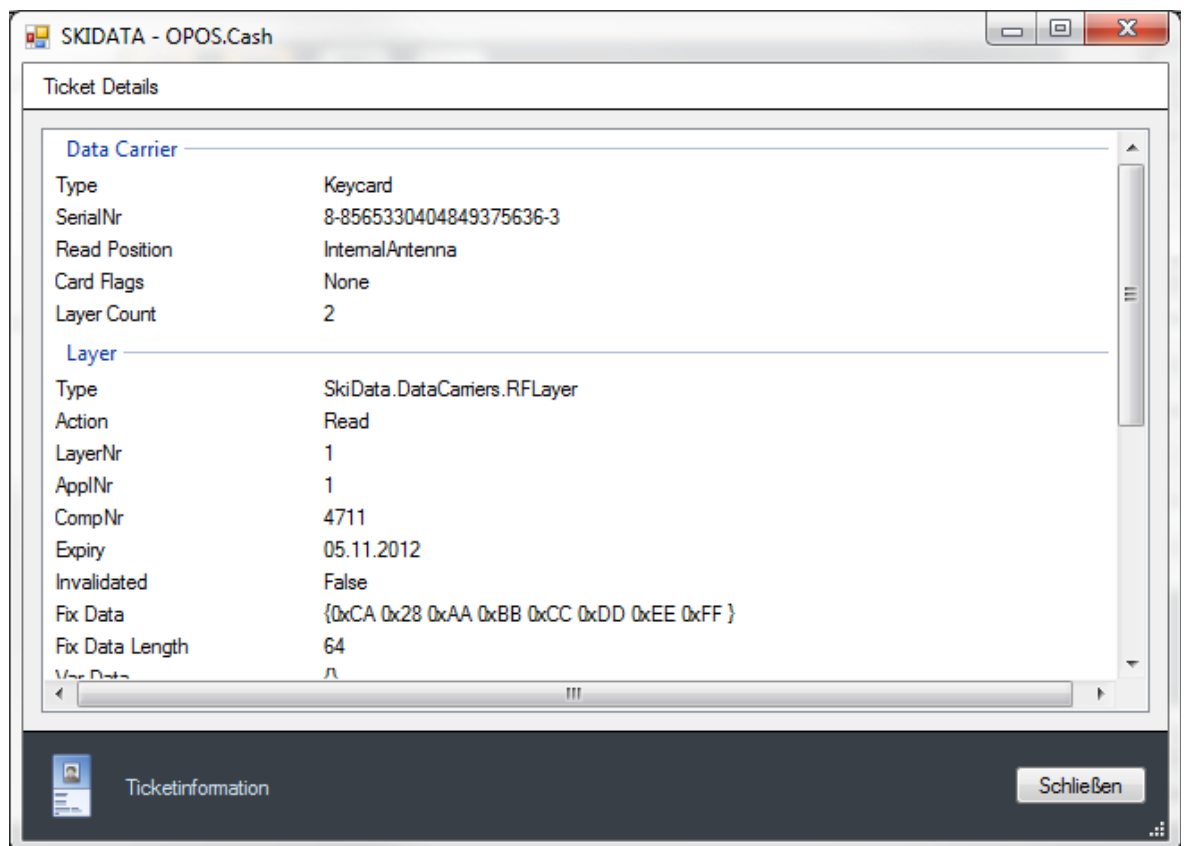 SKIDATA - OPOS.Cash
Ticket Details
Data Carrier
Type Keycard
SerialNr 8-8565330404849375636-3
Read Position InternalAntenna
Card Flags None
Layer Count 2
Layer
Type SkiData.DataCarriers.RFLayer
Action Read
LayerNr 1
ApplNr 1
CompNr 4711
Expiry 05.11.2012
Invalidated False
Fix Data {0xCA 0x28 0xAA 0xBB 0xCC 0xDD 0xEE 0xFF }
Fix Data Length 64
Var Data {}
Ticketinformation
Schließen